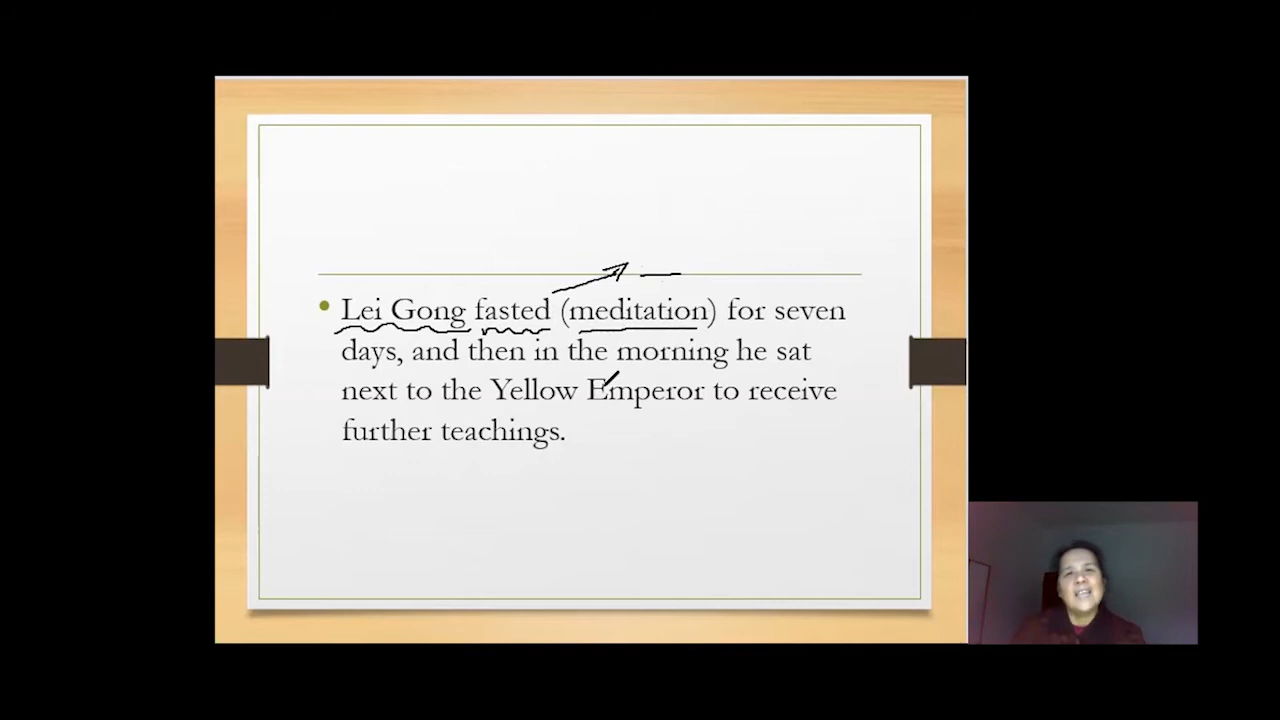 • Lei Gong fasted (meditation) for seven
days, and then in the morning he sat
next to the Yellow Emperor to receive
further teachings.